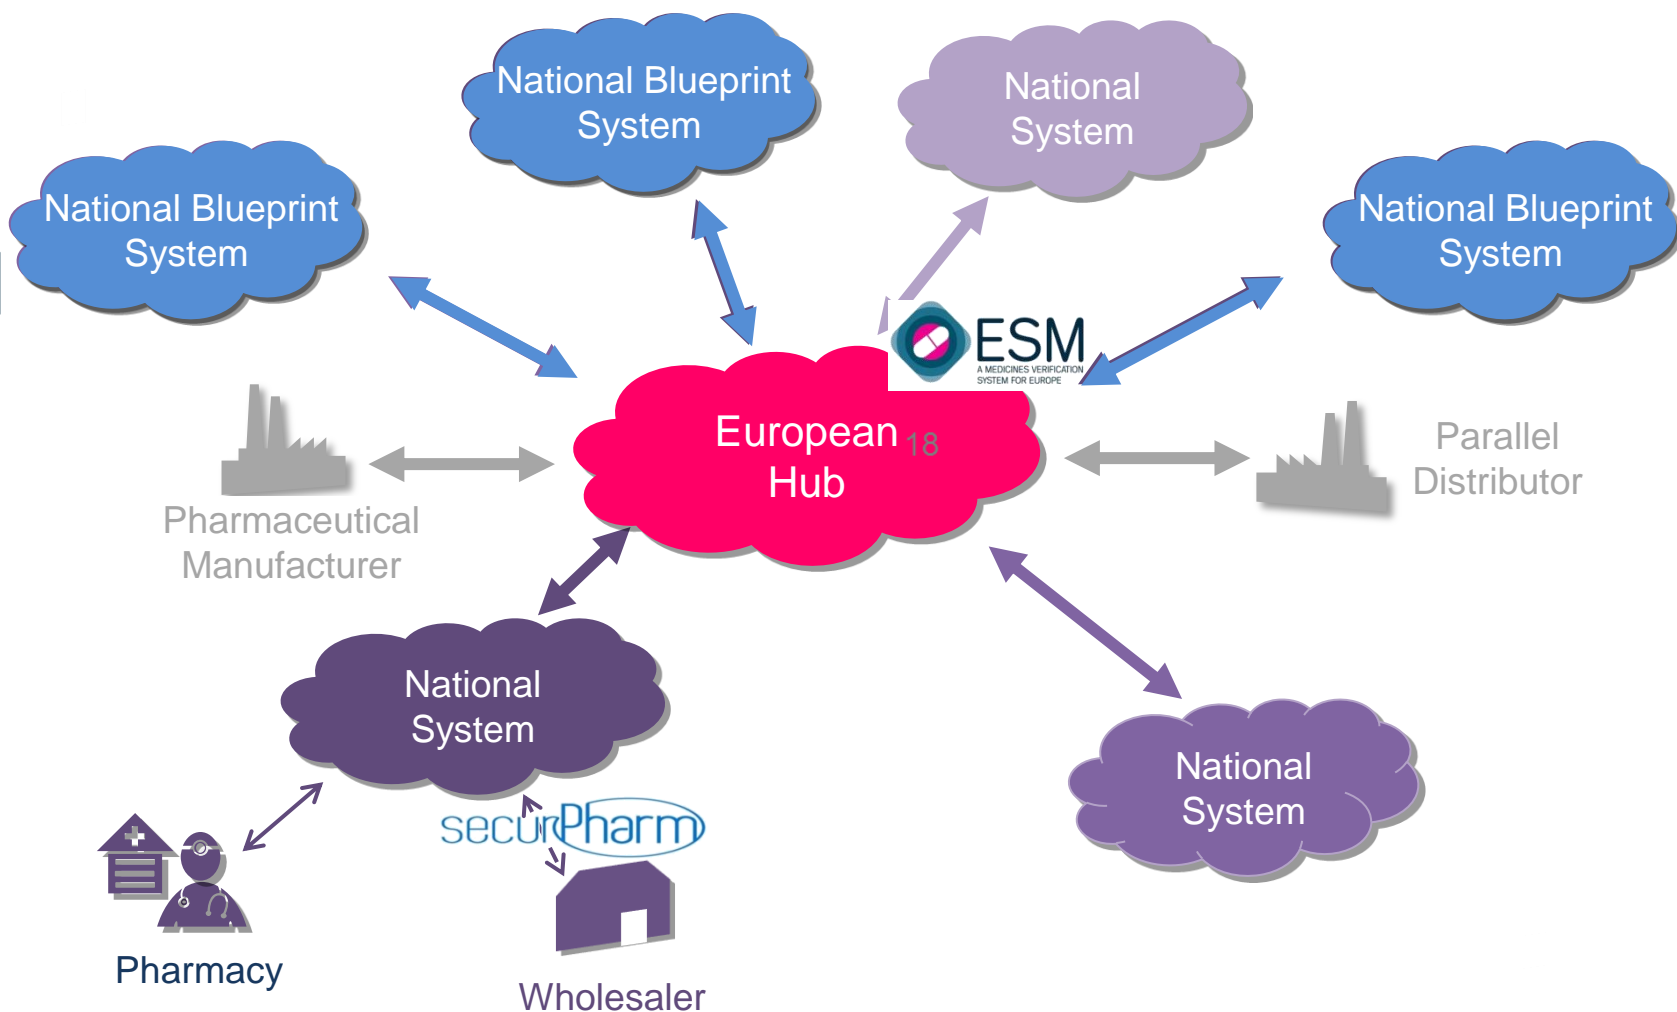 National Blueprint
System
National
System
National Blueprint
System
National Blueprint
System
ESM
A MEDICINES VERIFICATION
SYSTEM FOR EUROPE
European
Hub
18
Parallel
Distributor
Pharmaceutical
Manufacturer
National
System
National
System
securPharm
Pharmacy
Wholesaler